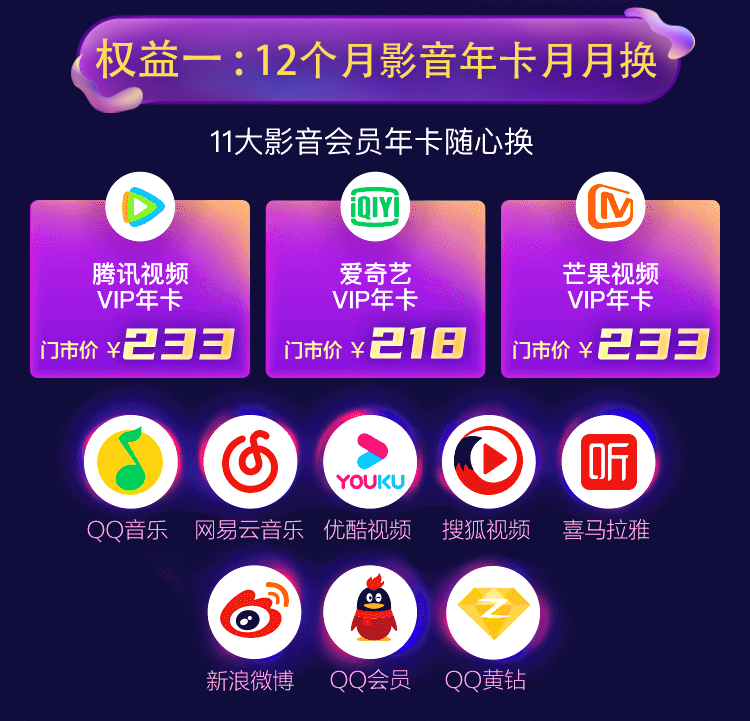 权益一：12个月影音年卡月月换
11大影音会员年卡随心换
iQIYI
腾讯视频
VIP年卡
门市价 ¥233
爱奇艺
VIP年卡
门市价 ¥218
芒果视频
VIP年卡
门市价 ¥233
YOUKU
听
QQ音乐
网易云音乐
优酷视频
搜狐视频
喜马拉雅
新浪微博
QQ会员
QQ黄钻